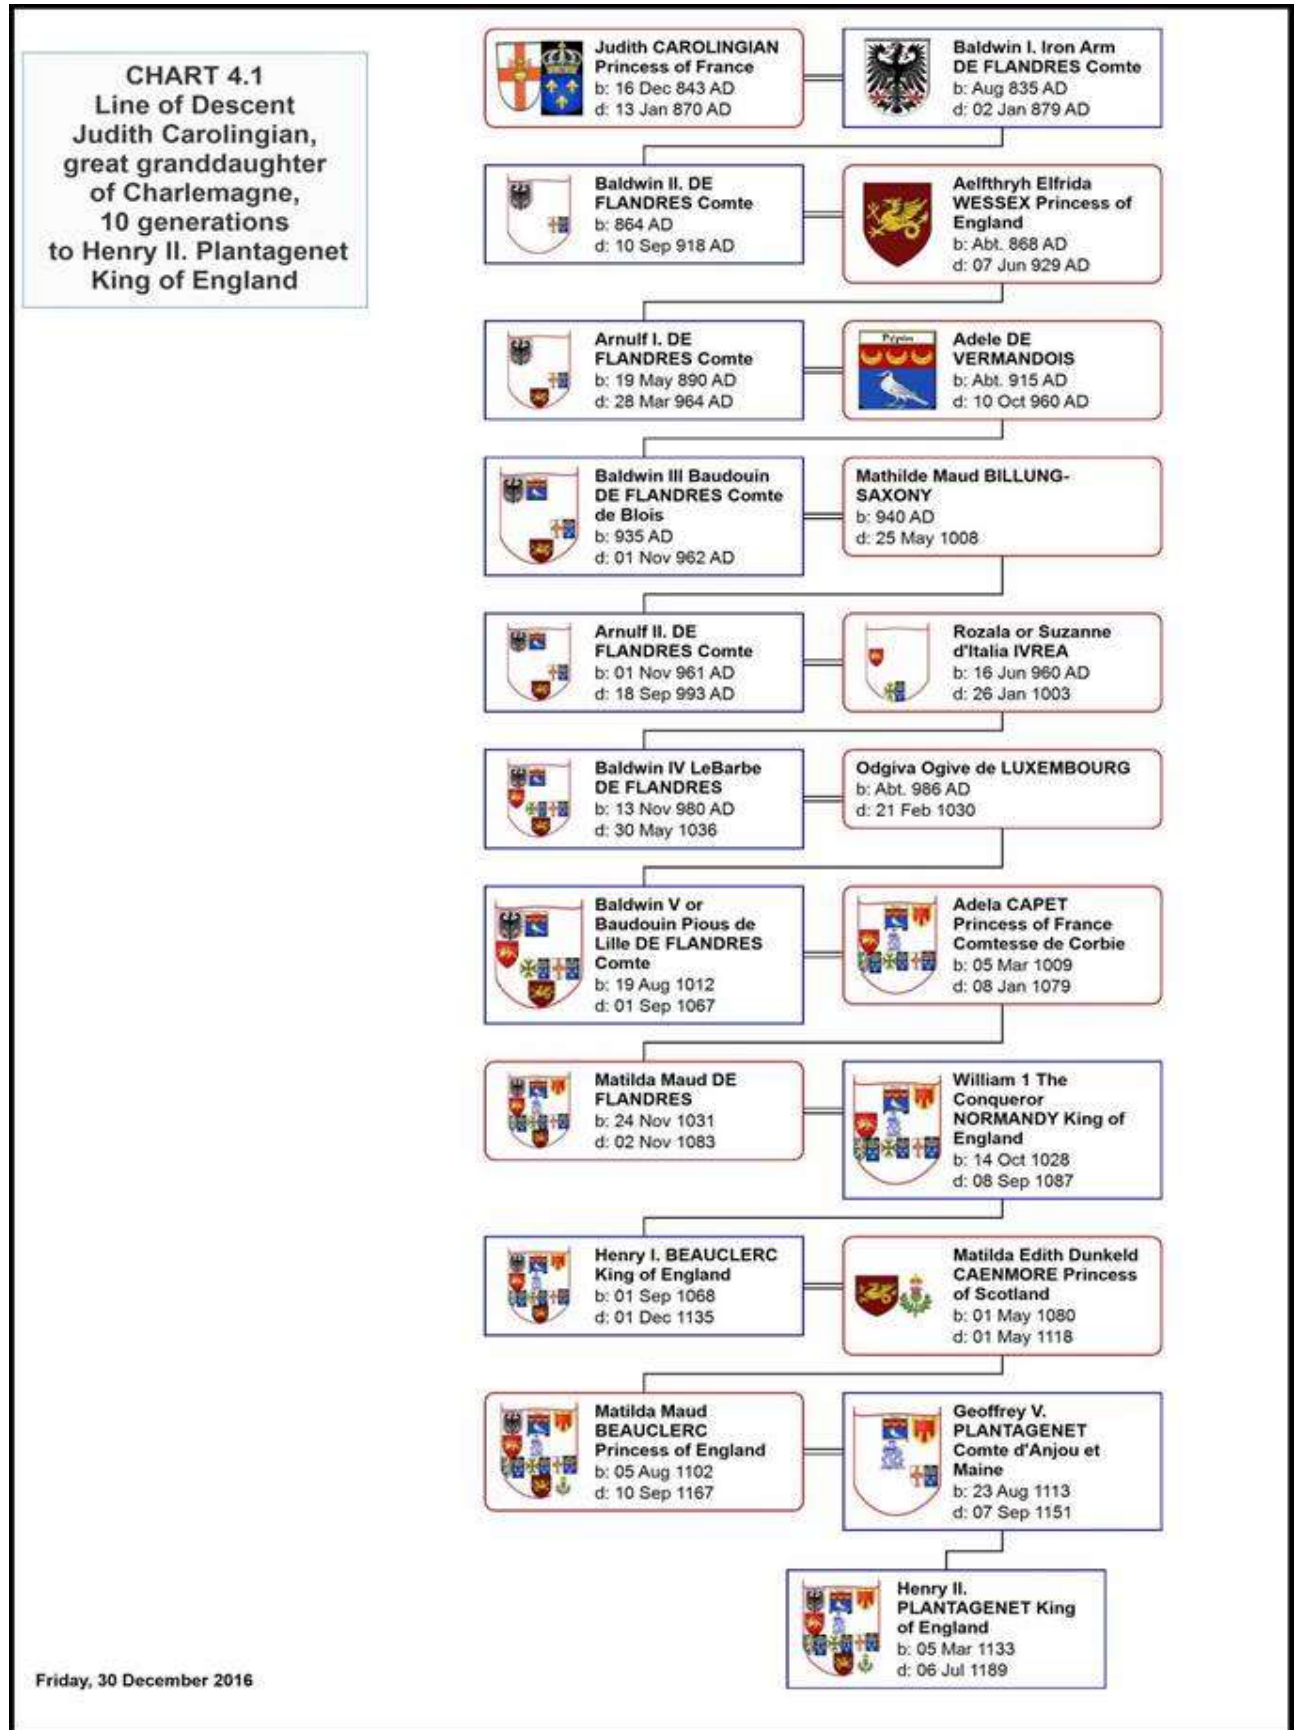 CHART 4.1
Line of Descent
Judith Carolingian,
great granddaughter
of Charlemagne,
10 generations
to Henry II. Plantagenet
King of England
Judith CAROLINGIAN
Princess of France
b: 16 Dec 843 AD
d: 13 Jan 870 AD
Baldwin I. Iron Arm
DE FLANDRES Comte
b: Aug 835 AD
d: 02 Jan 879 AD
Baldwin II. DE
FLANDRES Comte
b: 864 AD
d: 10 Sep 918 AD
Aelfthryh Elfrida
WESSEX Princess of
England
b: Abt. 868 AD
d: 07 Jun 929 AD
Arnulf I. DE
FLANDRES Comte
b: 19 May 890 AD
d: 28 Mar 964 AD
Pépin
Adele DE
VERMANDOIS
b: Abt. 915 AD
d: 10 Oct 960 AD
Baldwin III Baudouin
DE FLANDRES Comte
de Blois
b: 935 AD
d: 01 Nov 962 AD
Mathilde Maud BILLUNG-
SAXONY
b: 940 AD
d: 25 May 1008
Arnulf II. DE
FLANDRES Comte
b: 01 Nov 961 AD
d: 18 Sep 993 AD
Rozala or Suzanne
d'Italia IVREA
b: 16 Jun 960 AD
d: 26 Jan 1003
Baldwin IV LeBarbe
DE FLANDRES
b: 13 Nov 980 AD
d: 30 May 1036
Odgiva Ogive de LUXEMBOURG
b: Abt. 986 AD
d: 21 Feb 1030
Baldwin V or
Baudouin Pious de
Lille DE FLANDRES
Comte
b: 19 Aug 1012
d: 01 Sep 1067
Adela CAPET
Princess of France
Comtesse de Corbie
b: 05 Mar 1009
d: 08 Jan 1079
Matilda Maud DE
FLANDRES
b: 24 Nov 1031
d: 02 Nov 1083
William 1 The
Conqueror
NORMANDY King of
England
b: 14 Oct 1028
d: 08 Sep 1087
Henry I. BEAUCLERC
King of England
b: 01 Sep 1068
d: 01 Dec 1135
Matilda Edith Dunkeld
CAENMORE Princess
of Scotland
b: 01 May 1080
d: 01 May 1118
Matilda Maud
BEAUCLERC
Princess of England
b: 05 Aug 1102
d: 10 Sep 1167
Geoffrey V.
PLANTAGENET
Comte d'Anjou et
Maine
b: 23 Aug 1113
d: 07 Sep 1151
Henry II.
PLANTAGENET King
of England
b: 05 Mar 1133
d: 06 Jul 1189
Friday, 30 December 2016